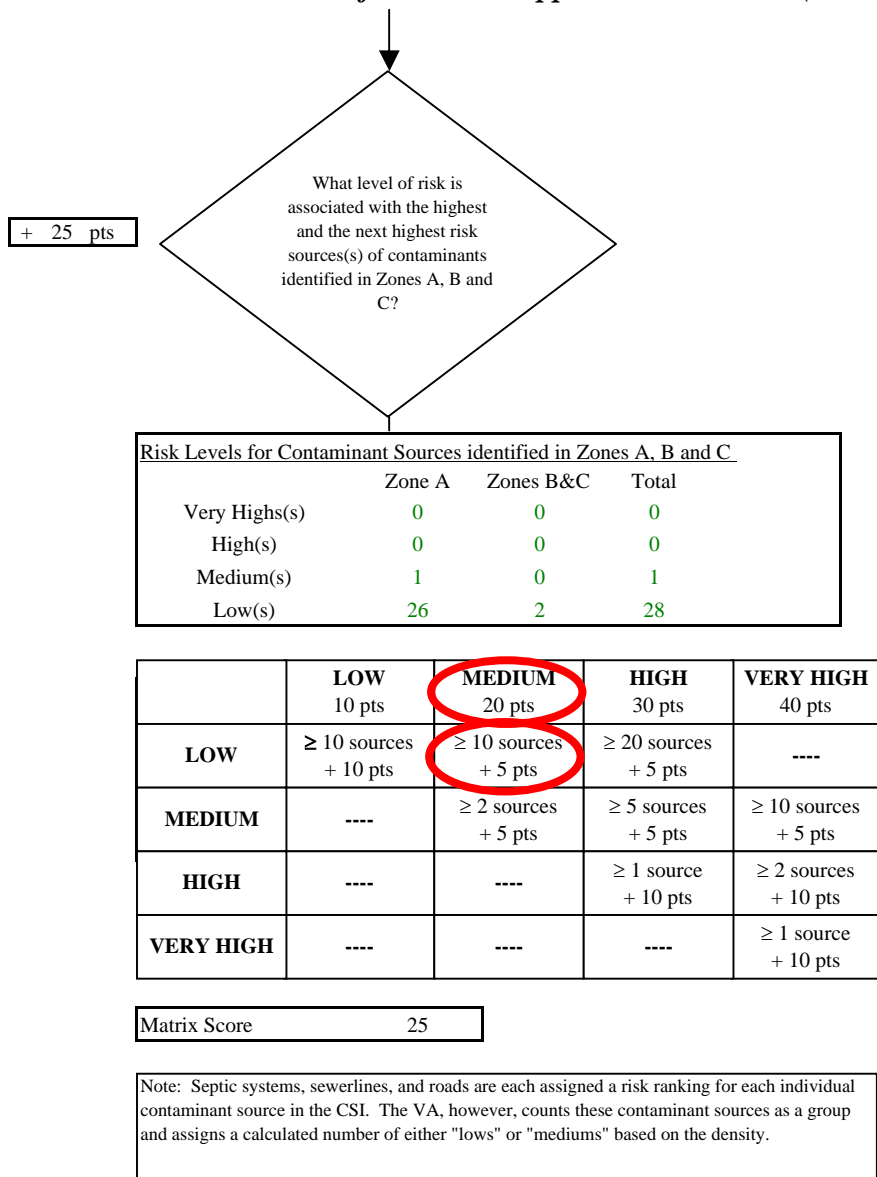 + 25 pts
What level of risk is
associated with the highest
and the next highest risk
sources(s) of contaminants
identified in Zones A, B and
C?
Risk Levels for Contaminant Sources identified in Zones A, B and C
Zone A Zones B&C Total
Very Highs(s) 0 0 0
High(s) 0 0 0
Medium(s) 1 0 1
Low(s) 26 2 28
LOW MEDIUM HIGH VERY HIGH
10 pts 20 pts 30 pts 40 pts
LOW ≥ 10 sources + 10 pts ≥ 10 sources + 5 pts ≥ 20 sources + 5 pts ----
MEDIUM ---- ≥ 2 sources + 5 pts ≥ 5 sources + 5 pts ≥ 10 sources + 5 pts
HIGH ---- ---- ≥ 1 source + 10 pts ≥ 2 sources + 10 pts
VERY HIGH ---- ---- ---- ≥ 1 source + 10 pts
Matrix Score 25
Note: Septic systems, sewerlines, and roads are each assigned a risk ranking for each individual
contaminant source in the CSI. The VA, however, counts these contaminant sources as a group
and assigns a calculated number of either "lows" or "mediums" based on the density.